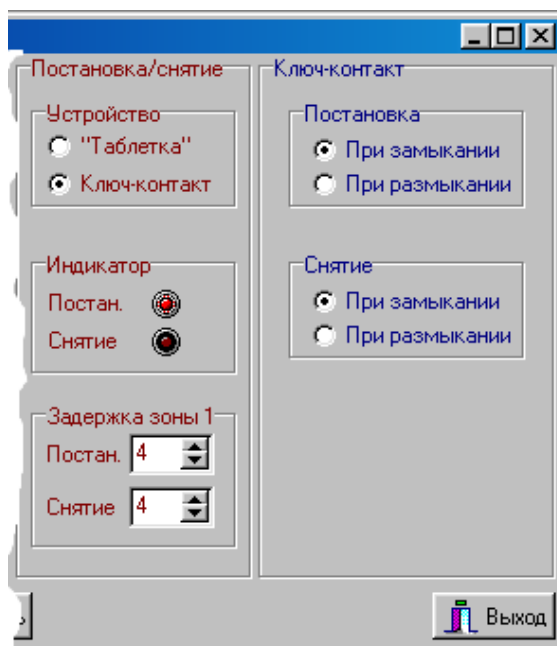 Постановка/снятие
Устройство
"Таблетка"
Ключ-контакт
Индикатор
Постан.
Снятие
Задержка зоны 1
Постан. 4
Снятие 4
Ключ-контакт
Постановка
При замыкании
При размыкании
Снятие
При замыкании
При размыкании
Выход